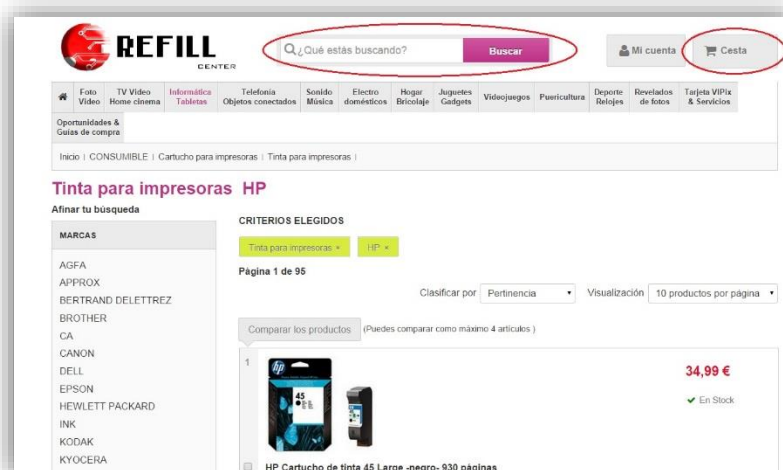 REFILL
CENTER
¿Qué estás buscando?
Buscar
Mi cuenta
Cesta
Foto Video
TV Video Home cinema
Informática Tabletas
Telefonía Objetos conectados
Sonido Música
Electro domésticos
Hogar Bricolaje
Juguetes Gadgets
Videojuegos
Puericultura
Deporte Relojes
Revelados de fotos
Tarjeta VIPix & Servicios
Oportunidades & Guías de compra
Inicio | CONSUMIBLE | Cartucho para impresoras | Tinta para impresoras |
Tinta para impresoras HP
Afinar tu búsqueda
MARCAS
AGFA
APPROX
BERTRAND DELETTREZ
BROTHER
CA
CANON
DELL
EPSON
HEWLETT PACKARD
INK
KODAK
KYOCERA
CRITERIOS ELEGIDOS
Tinta para impresoras ×
HP ×
Página 1 de 95
Clasificar por
Pertinencia
Visualización
10 productos por página
Comparar los productos
(Puedes comparar como máximo 4 artículos )
1
hp
45
34,99 €
En Stock
HP Cartucho de tinta 45 Large -negro- 930 páginas